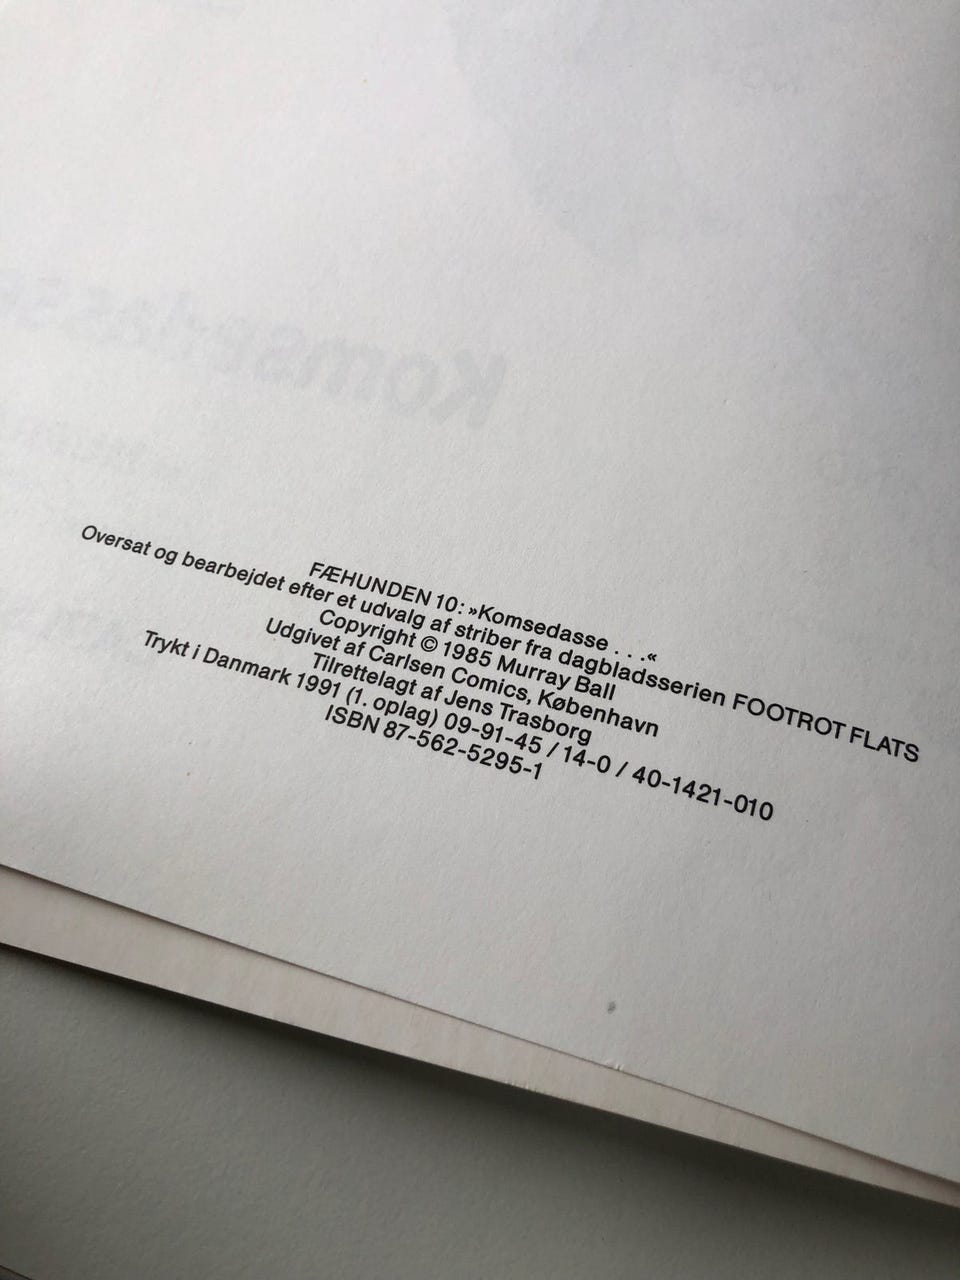 FÆHUNDEN 10: »Komsedasse . . .«
Oversat og bearbejdet efter et udvalg af striber fra dagbladsserien FOOTROT FLATS
Copyright © 1985 Murray Ball
Udgivet af Carlsen Comics, København
Tilrettelagt af Jens Trasborg
Trykt i Danmark 1991 (1. oplag) 09-91-45 / 14-0 / 40-1421-010
ISBN 87-562-5295-1